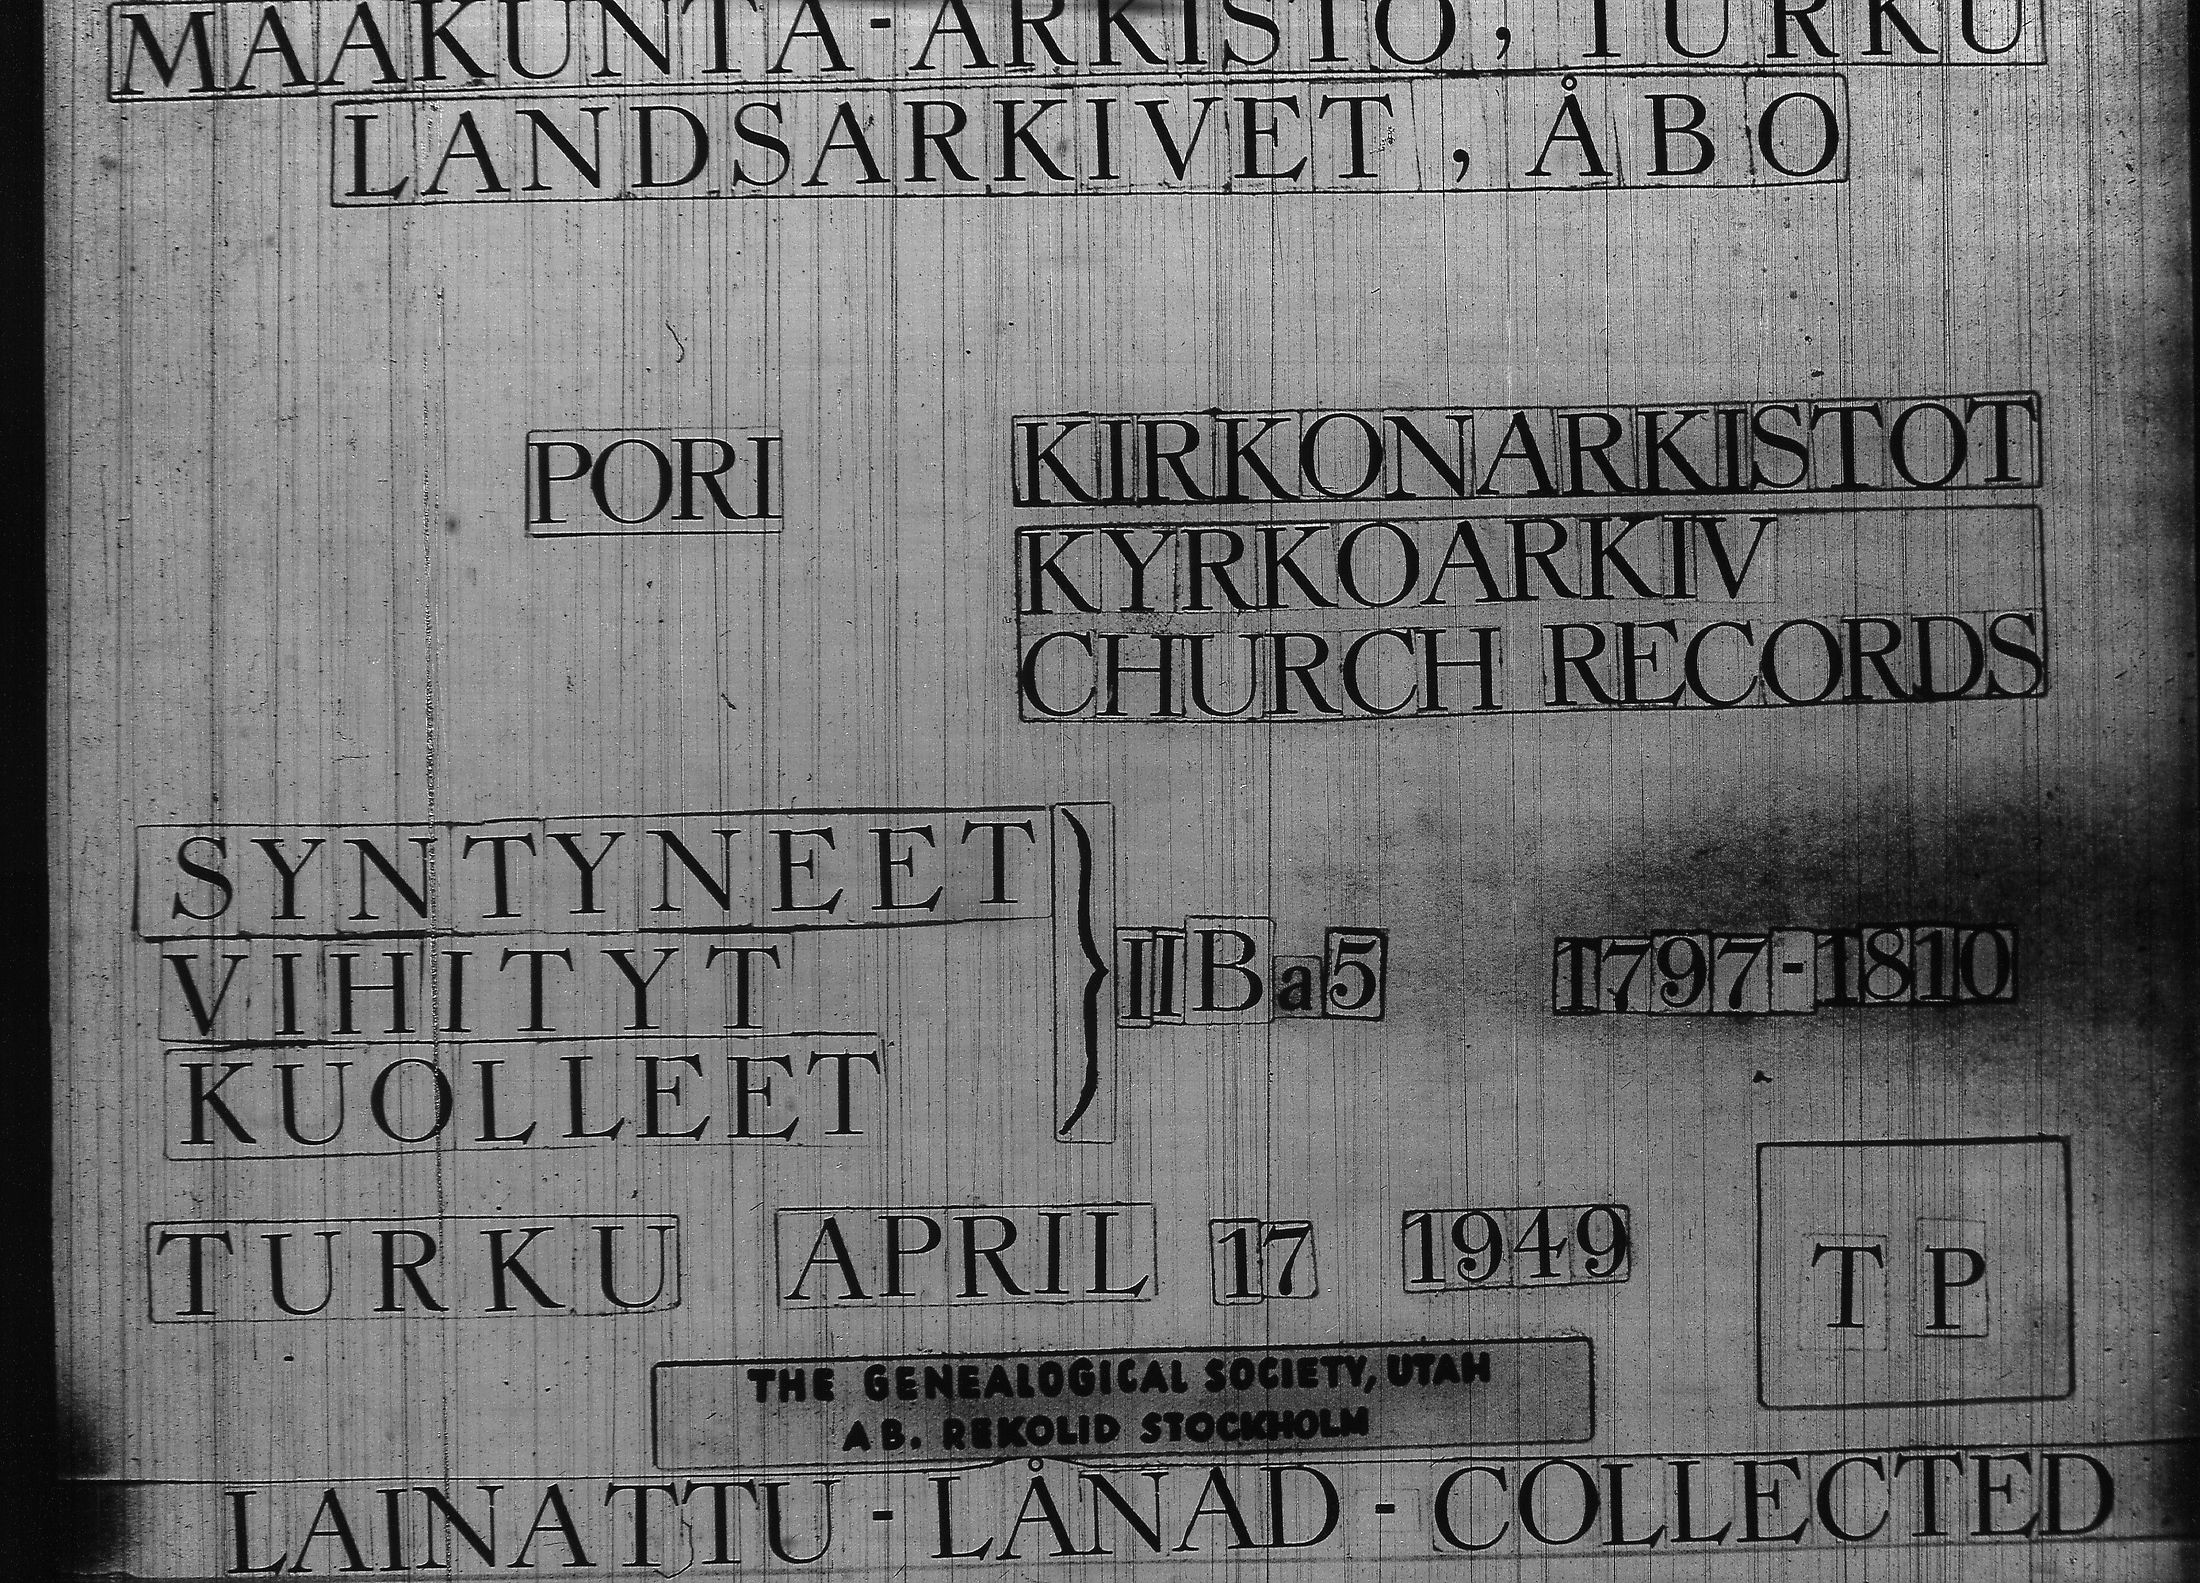 MAAKUNTA-ARKISTO, TURKU
LANDSARKIVET, ÅBO
PORI
KIRKONARKISTOT
KYRKOARKIV
CHURCH RECORDS
SYNTYNEET
VIHITYT
KUOLLEET
} IIBa5 1797-1810
TURKU APRIL 17 1949
TP
THE GENEALOGICAL SOCIETY, UTAH
AB. REKOLID STOCKHOLM
LAINATTU - LÅNAD - COLLECTED